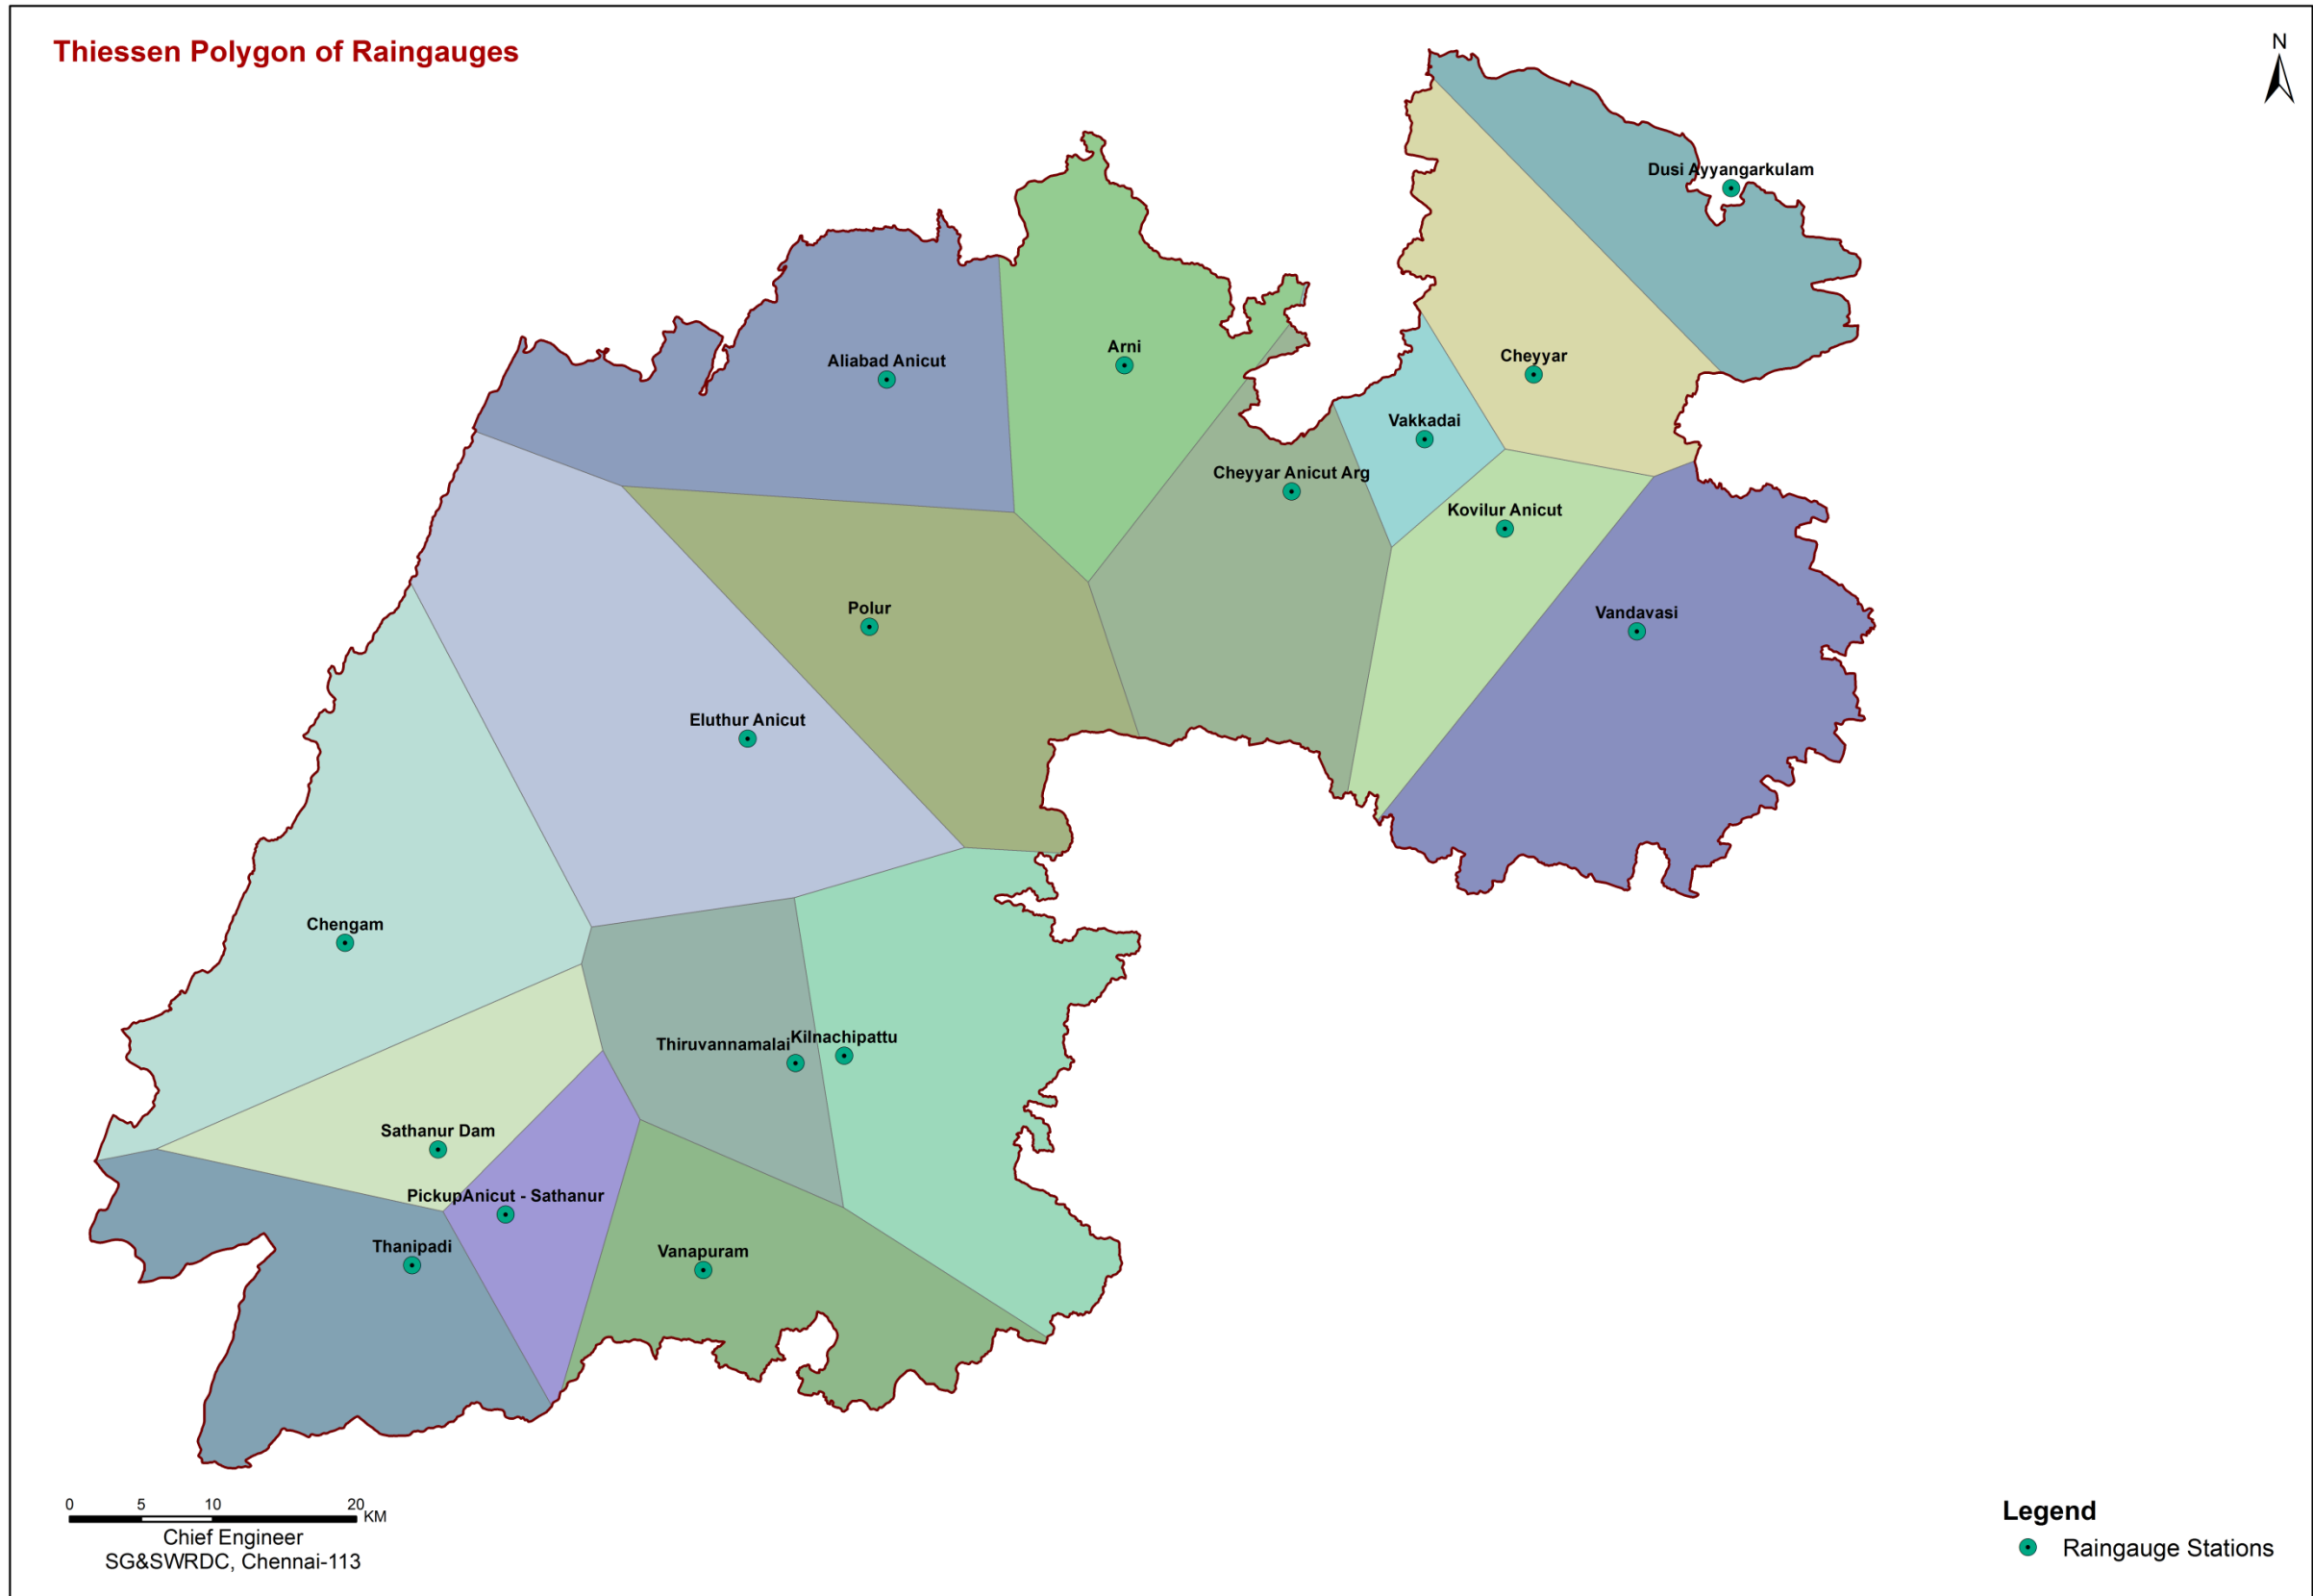 Thiessen Polygon of Raingauges
N
Dusi Ayyangarkulam
Arni
Cheyyar
Aliabad Anicut
Vakkadai
Cheyyar Anicut Arg
Kovilur Anicut
Polur
Vandavasi
Eluthur Anicut
Chengam
Thiruvannamalai
Kilnachipattu
Sathanur Dam
PickupAnicut - Sathanur
Thanipadi
Vanapuram
0 5 10 20
KM
Chief Engineer
SG&SWRDC, Chennai-113
Legend
Raingauge Stations